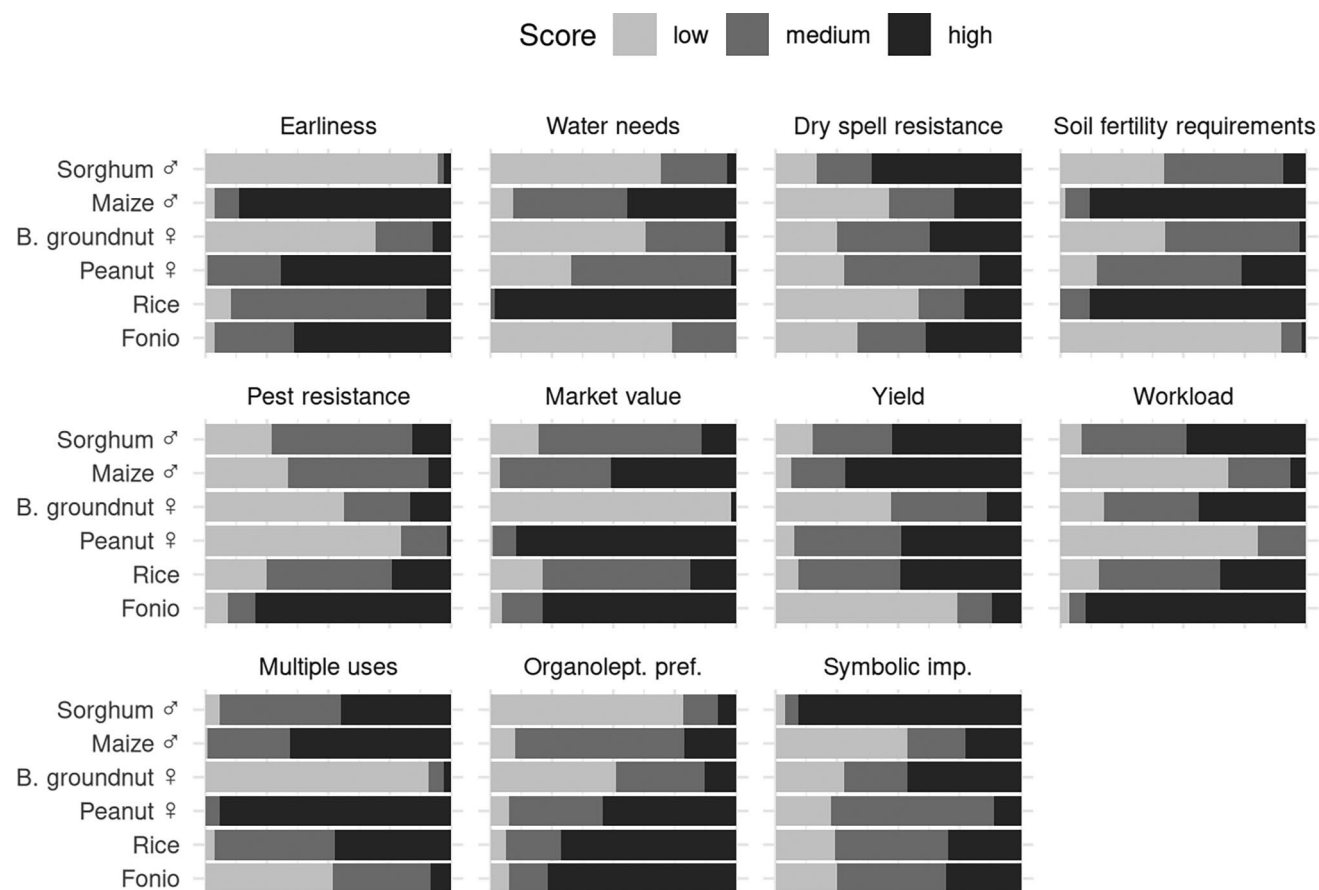 Score low medium high
Earliness Water needs Dry spell resistance Soil fertility requirements
Sorghum ♂
Maize ♂
B. groundnut ♀
Peanut ♀
Rice
Fonio
Pest resistance Market value Yield Workload
Sorghum ♂
Maize ♂
B. groundnut ♀
Peanut ♀
Rice
Fonio
Multiple uses Organolept. pref. Symbolic imp.
Sorghum ♂
Maize ♂
B. groundnut ♀
Peanut ♀
Rice
Fonio